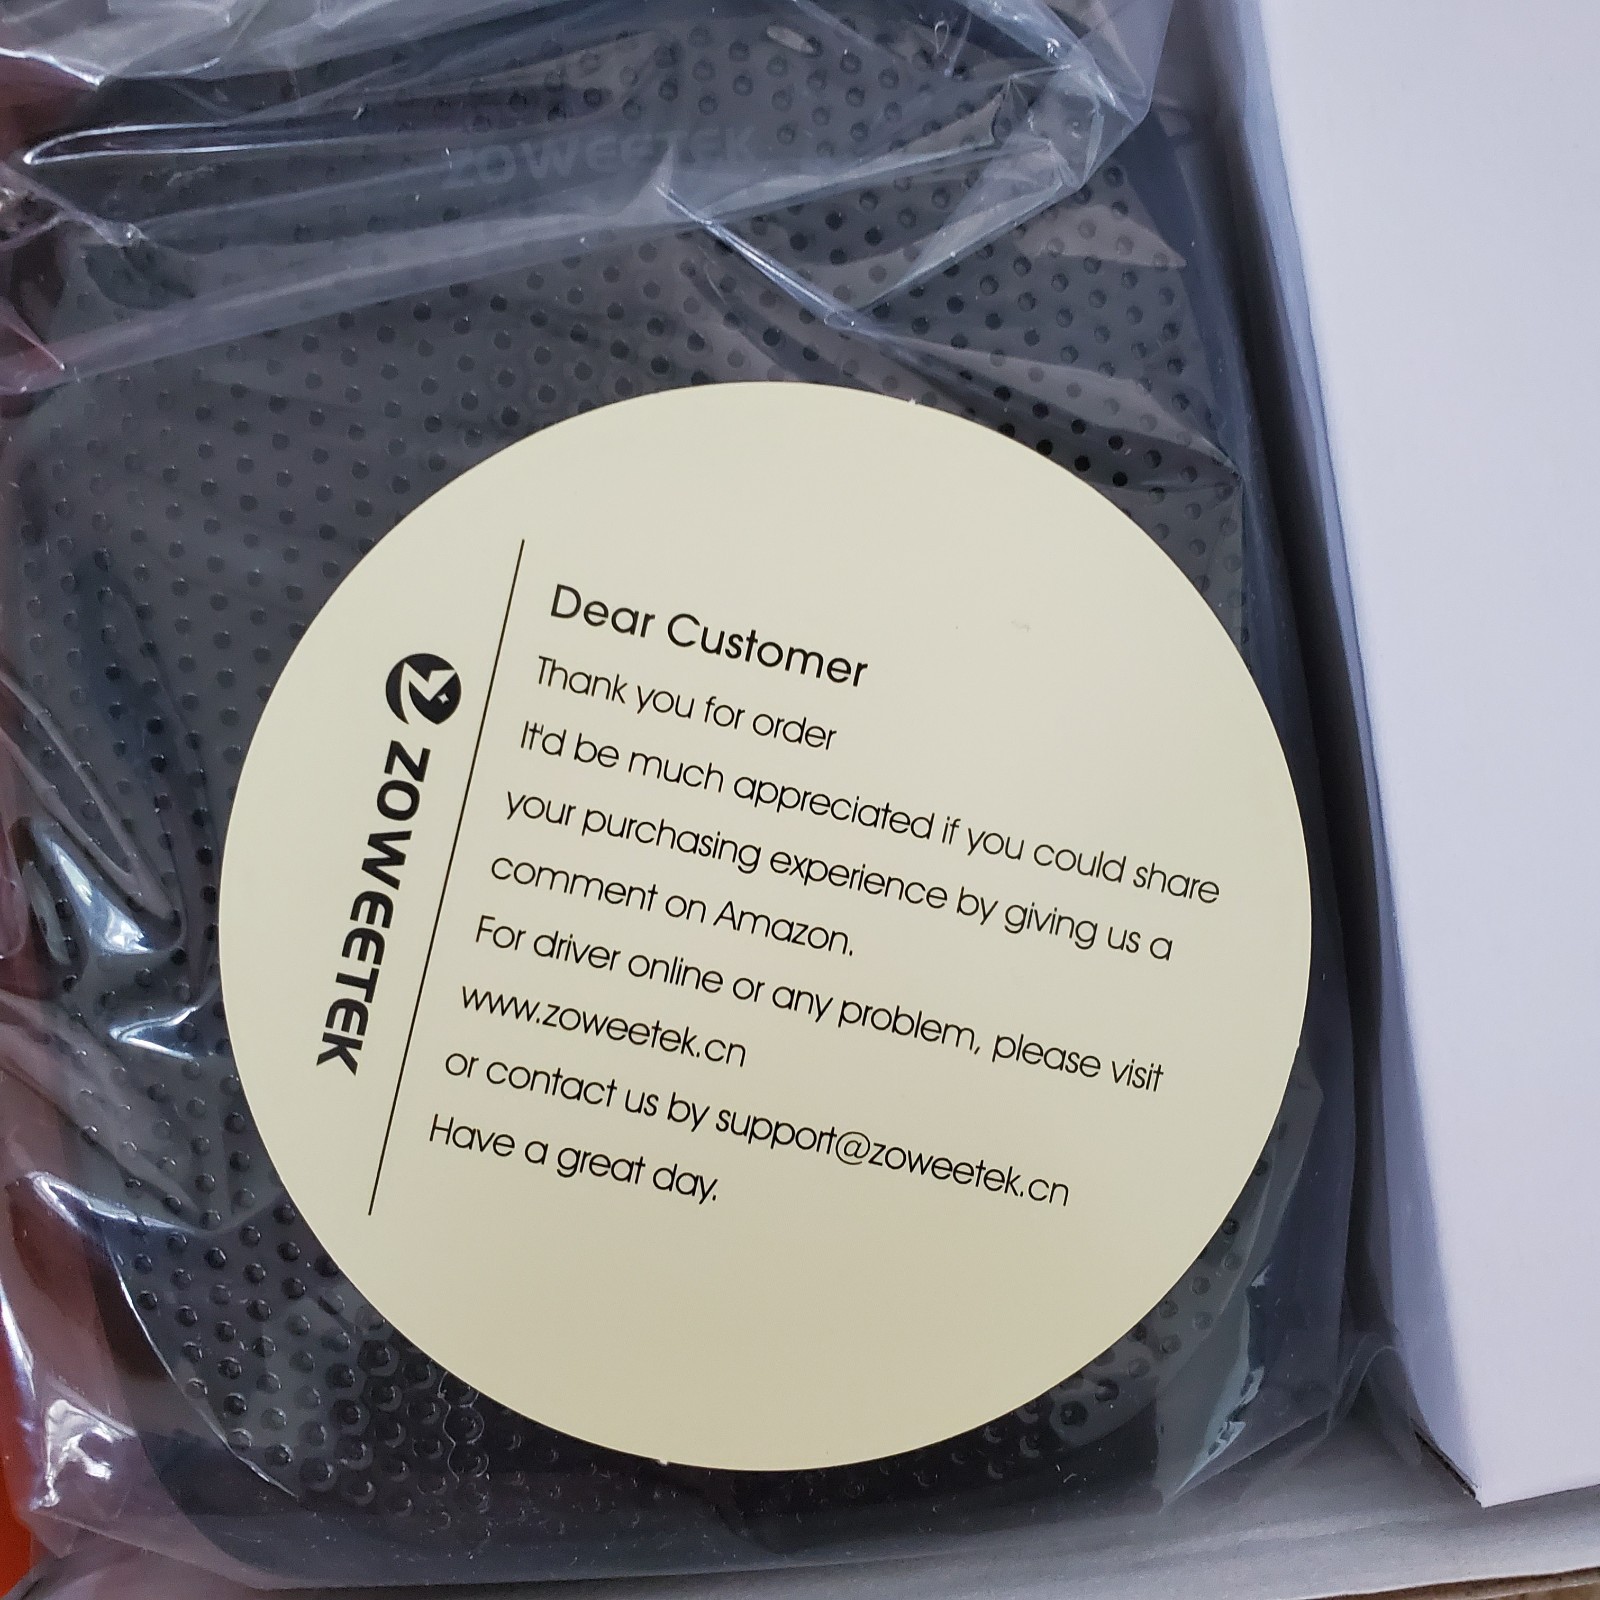 ZOWEETEK
Dear Customer
Thank you for order
It'd be much appreciated if you could share
your purchasing experience by giving us a
comment on Amazon.
For driver online or any problem, please visit
www.zoweetek.cn
or contact us by support@zoweetek.cn
Have a great day.
ZOWEETEK